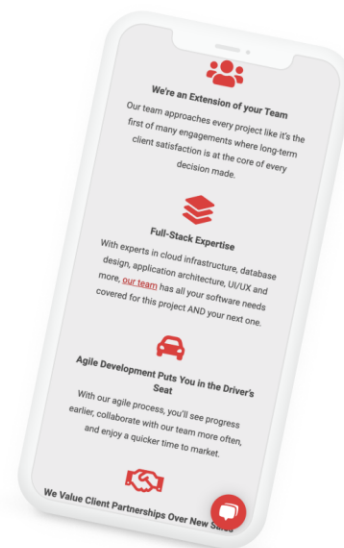 We're an Extension of your Team
Our team approaches every project like it's the
first of many engagements where long-term
client satisfaction is at the core of every
decision made.
Full-Stack Expertise
With experts in cloud infrastructure, database
design, application architecture, UI/UX and
more, our team has all your software needs
covered for this project AND your next one.
Agile Development Puts You in the Driver's
Seat
With our agile process, you'll see progress
earlier, collaborate with our team more often,
and enjoy a quicker time to market.
We Value Client Partnerships Over New Sales